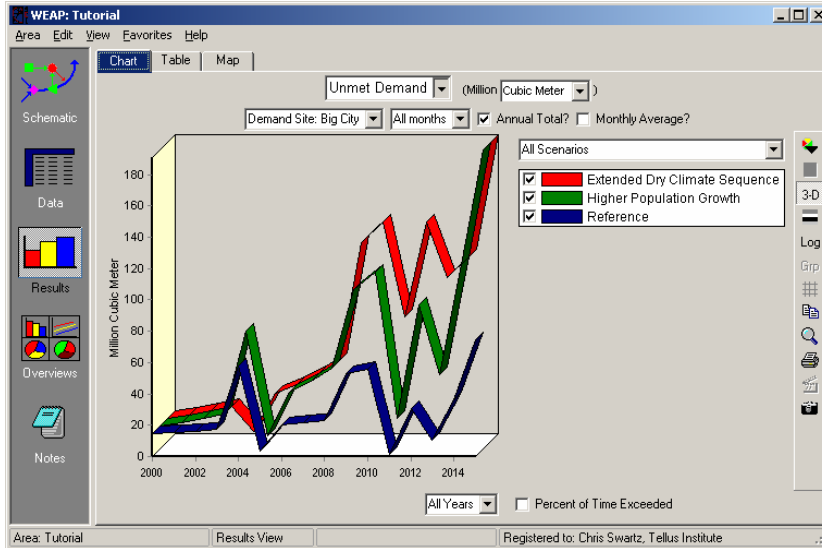 WEAP: Tutorial
Area Edit View Favorites Help
Chart Table Map
Unmet Demand (Million Cubic Meter )
Demand Site: Big City All months Annual Total? Monthly Average?
All Scenarios
Extended Dry Climate Sequence
Higher Population Growth
Reference
Schematic
Data
Results
Overviews
Notes
3-D
Log
Grp
Million Cubic Meter
180
160
140
120
100
80
60
40
20
0
2000 2002 2004 2006 2008 2010 2012 2014
All Years Percent of Time Exceeded
Area: Tutorial Results View Registered to: Chris Swartz, Tellus Institute